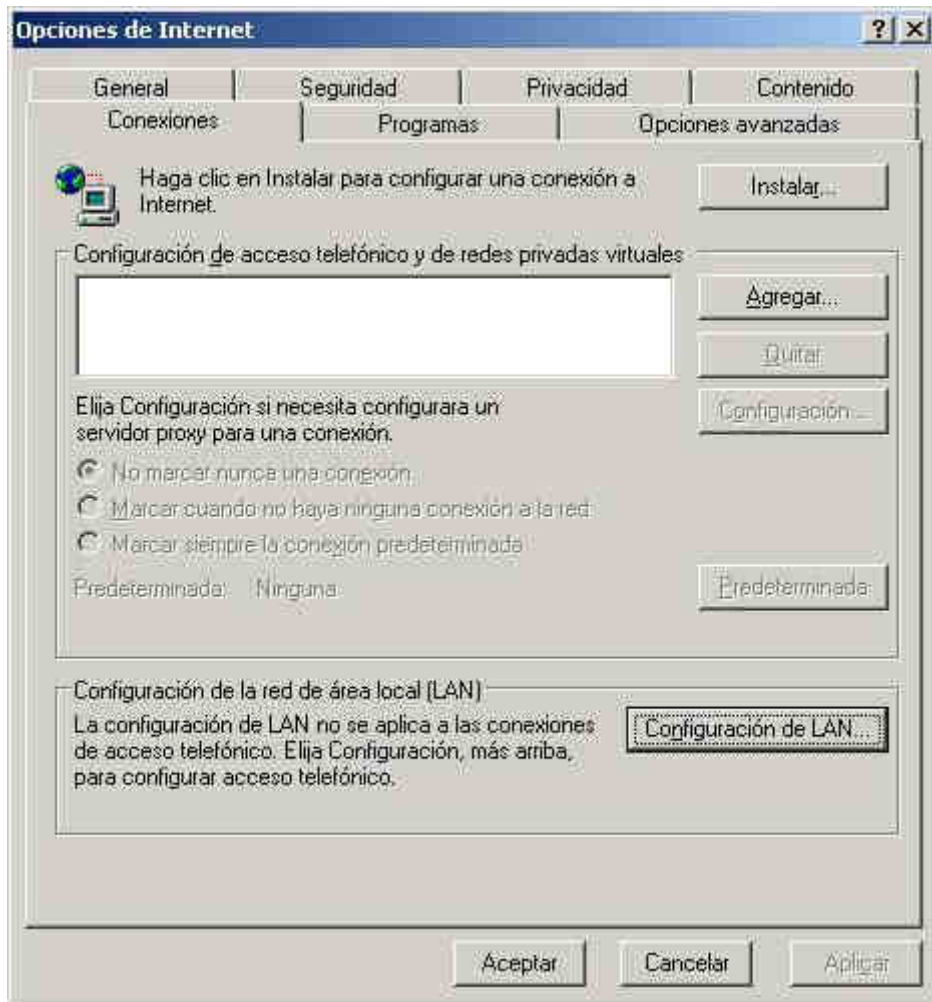 Opciones de Internet
General Seguridad Privacidad Contenido
Conexiones Programas Opciones avanzadas
Haga clic en Instalar para configurar una conexión a
Internet.
Instalar...
Configuración de acceso telefónico y de redes privadas virtuales
Agregar...
Quitar
Elija Configuración si necesita configurara un
servidor proxy para una conexión.
Configuración...
No marcar nunca una conexión
Marcar cuando no haya ninguna conexión a la red
Marcar siempre la conexión predeterminada
Predeterminada: Ninguna
Predeterminada
Configuración de la red de área local (LAN)
La configuración de LAN no se aplica a las conexiones
de acceso telefónico. Elija Configuración, más arriba,
para configurar acceso telefónico.
Configuración de LAN...
Aceptar Cancelar Aplicar